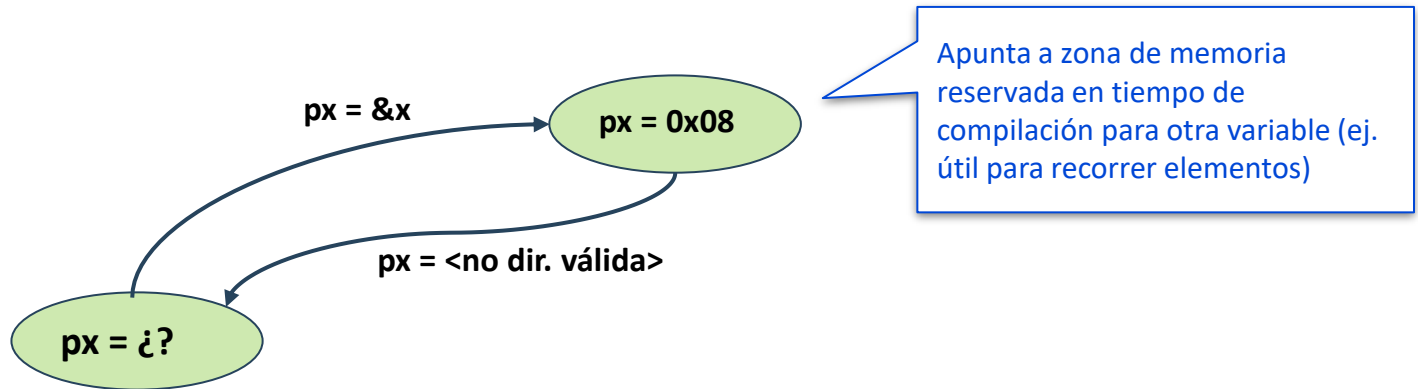 Apunta a zona de memoria
reservada en tiempo de
compilación para otra variable (ej.
útil para recorrer elementos)
px = &x
px = 0x08
px = <no dir. válida>
px = ¿?